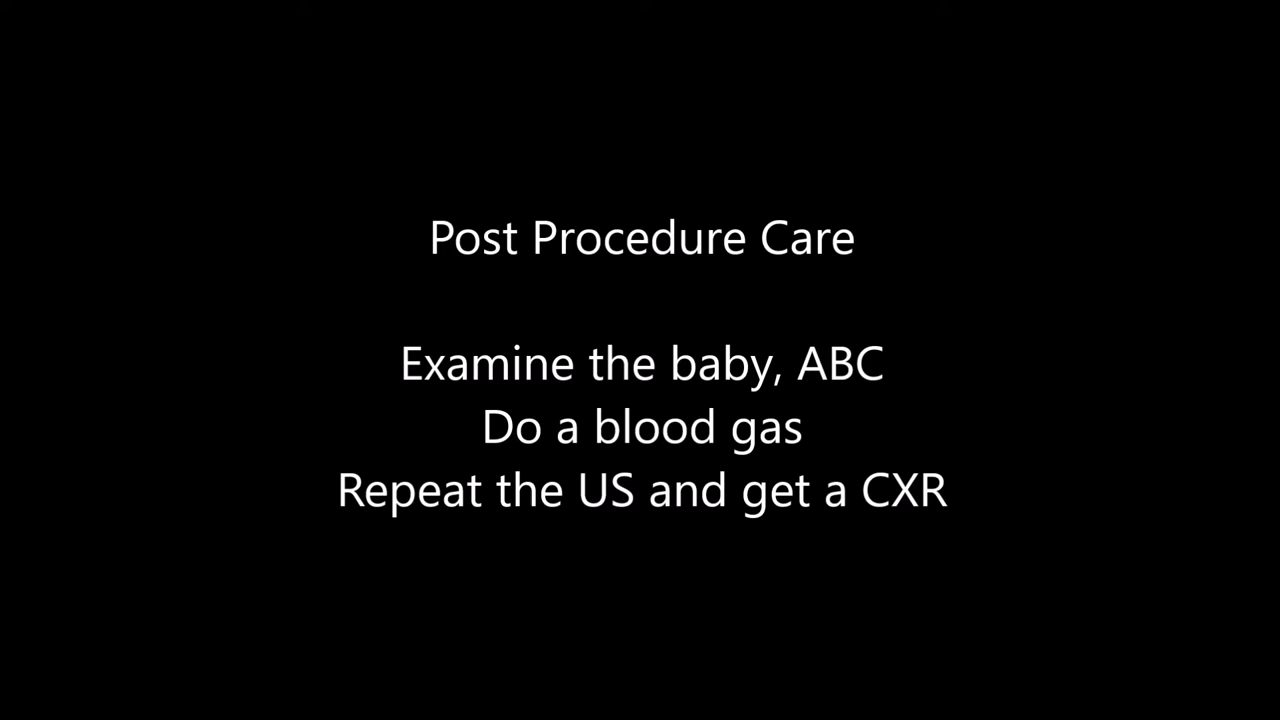 Post Procedure Care
Examine the baby, ABC
Do a blood gas
Repeat the US and get a CXR